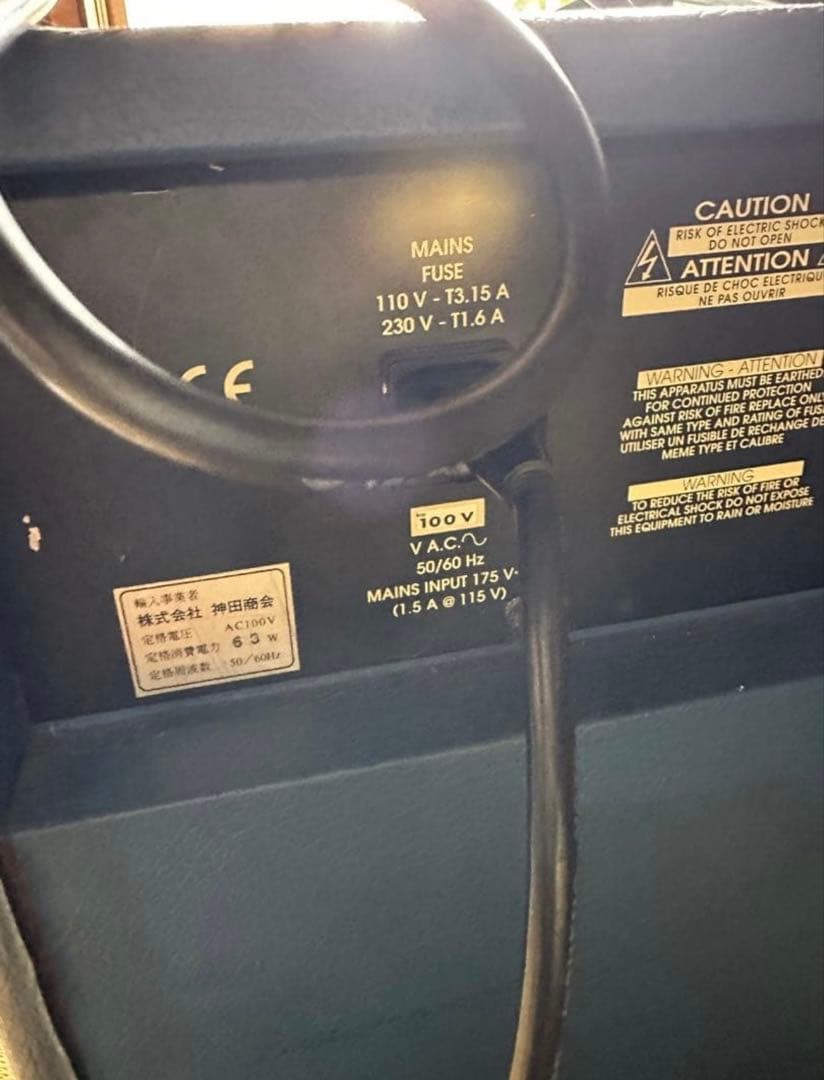 MAINS
FUSE
110 V - T3.15 A
230 V - T1.6 A
CE
CAUTION
RISK OF ELECTRIC SHOCK
DO NOT OPEN
ATTENTION
RISQUE DE CHOC ELECTRIQU
NE PAS OUVRIR
WARNING - ATTENTION
THIS APPARATUS MUST BE EARTHED
FOR CONTINUED PROTECTION
AGAINST RISK OF FIRE REPLACE ONLY
WITH SAME TYPE AND RATING OF FUS
UTILISER UN FUSIBLE DE RECHANGE DE
MEME TYPE ET CALIBRE
WARNING
TO REDUCE THE RISK OF FIRE OR
ELECTRICAL SHOCK DO NOT EXPOSE
THIS EQUIPMENT TO RAIN OR MOISTURE
100 V
V A.C.
50/60 Hz
MAINS INPUT 175 V
(1.5 A @ 115 V)
輸入事業者
株式会社 神田商会
定格電圧 AC100V
定格消費電力 63 W
定格周波数 50/60Hz